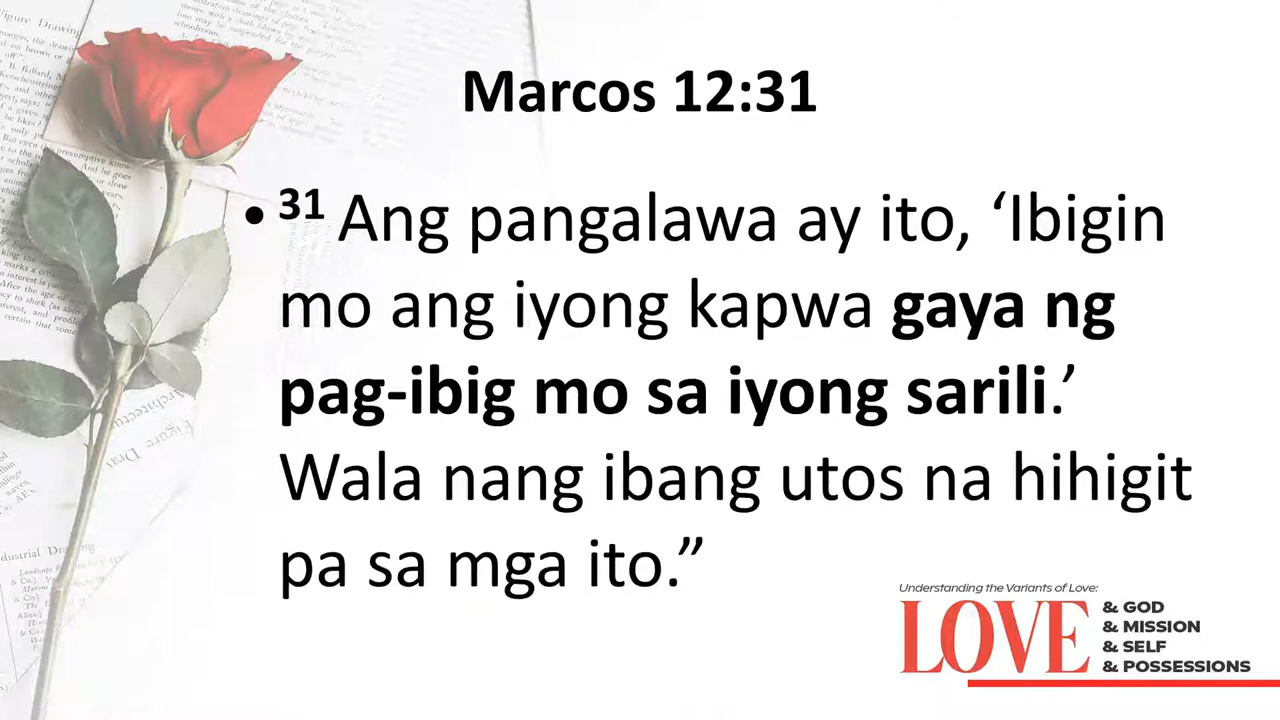 Marcos 12:31
• 31 Ang pangalawa ay ito, ‘Ibigin
mo ang iyong kapwa gaya ng
pag-ibig mo sa iyong sarili.’
Wala nang ibang utos na hihigit
pa sa mga ito.”
Understanding the Variants of Love:
LOVE
& GOD
& MISSION
& SELF
& POSSESSIONS